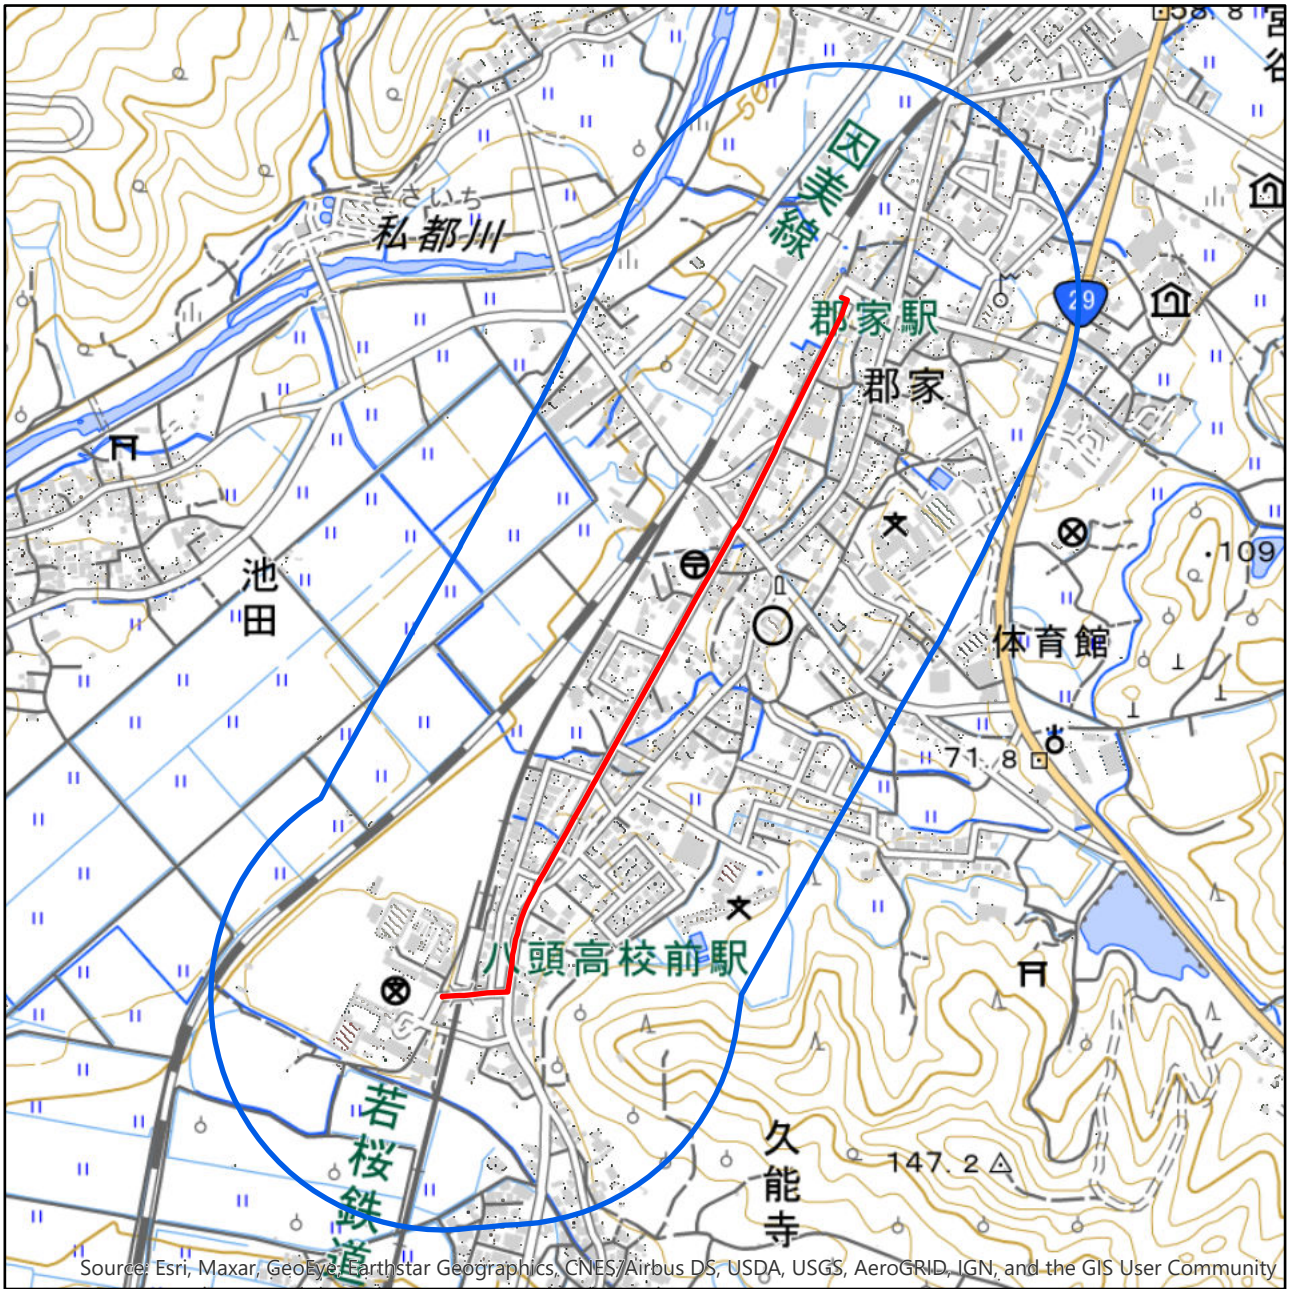 58.8
宮谷
50
因美線
きさいち
私都川
29
郡家駅
郡家
109
池田
体育館
71.8
八頭高校前駅
若桜鉄道
久能寺
147.2
Source: Esri, Maxar, GeoEye, Earthstar Geographics, CNES/Airbus DS, USDA, USGS, AeroGRID, IGN, and the GIS User Community